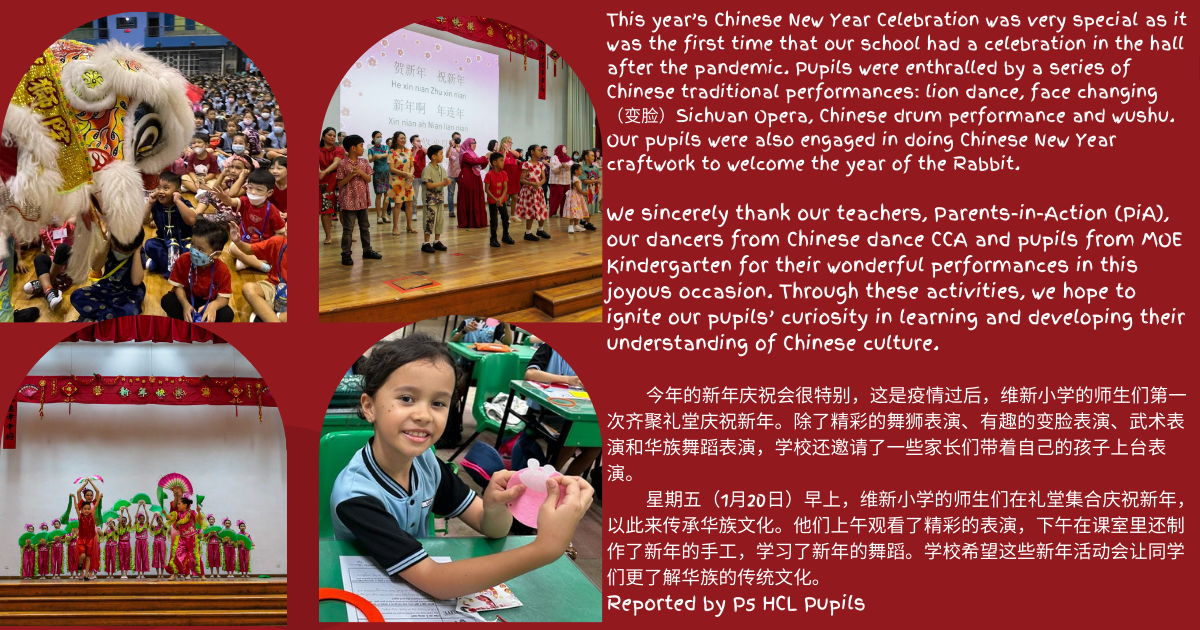 贺新年 祝新年
He xin nian Zhu xin nian
新年啊 年连年
Xin nian ah Nian lian nian
新年快乐
This year's Chinese New Year Celebration was very special as it
was the first time that our school had a celebration in the hall
after the pandemic. Pupils were enthralled by a series of
Chinese traditional performances: lion dance, face changing
（变脸）Sichuan Opera, Chinese drum performance and wushu.
Our pupils were also engaged in doing Chinese New Year
craftwork to welcome the year of the Rabbit.
We sincerely thank our teachers, Parents-in-Action (PiA),
our dancers from Chinese dance CCA and pupils from MOE
Kindergarten for their wonderful performances in this
joyous occasion. Through these activities, we hope to
ignite our pupils' curiosity in learning and developing their
understanding of Chinese culture.
今年的新年庆祝会很特别，这是疫情过后，维新小学的师生们第一
次齐聚礼堂庆祝新年。除了精彩的舞狮表演、有趣的变脸表演、武术表
演和华族舞蹈表演，学校还邀请了一些家长们带着自己的孩子上台表
演。
星期五（1月20日）早上，维新小学的师生们在礼堂集合庆祝新年，
以此来传承华族文化。他们上午观看了精彩的表演，下午在课室里还制
作了新年的手工，学习了新年的舞蹈。学校希望这些新年活动会让同学
们更了解华族的传统文化。
Reported by P5 HCL Pupils